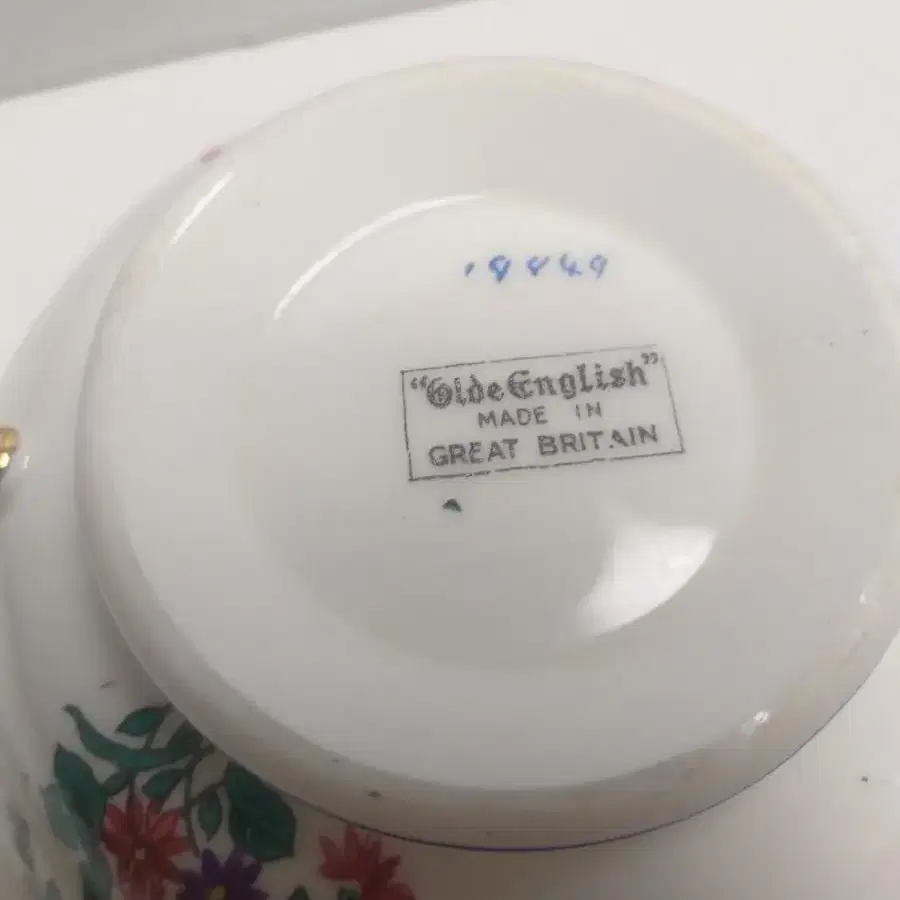 19449
"Olde English"
MADE IN
GREAT BRITAIN